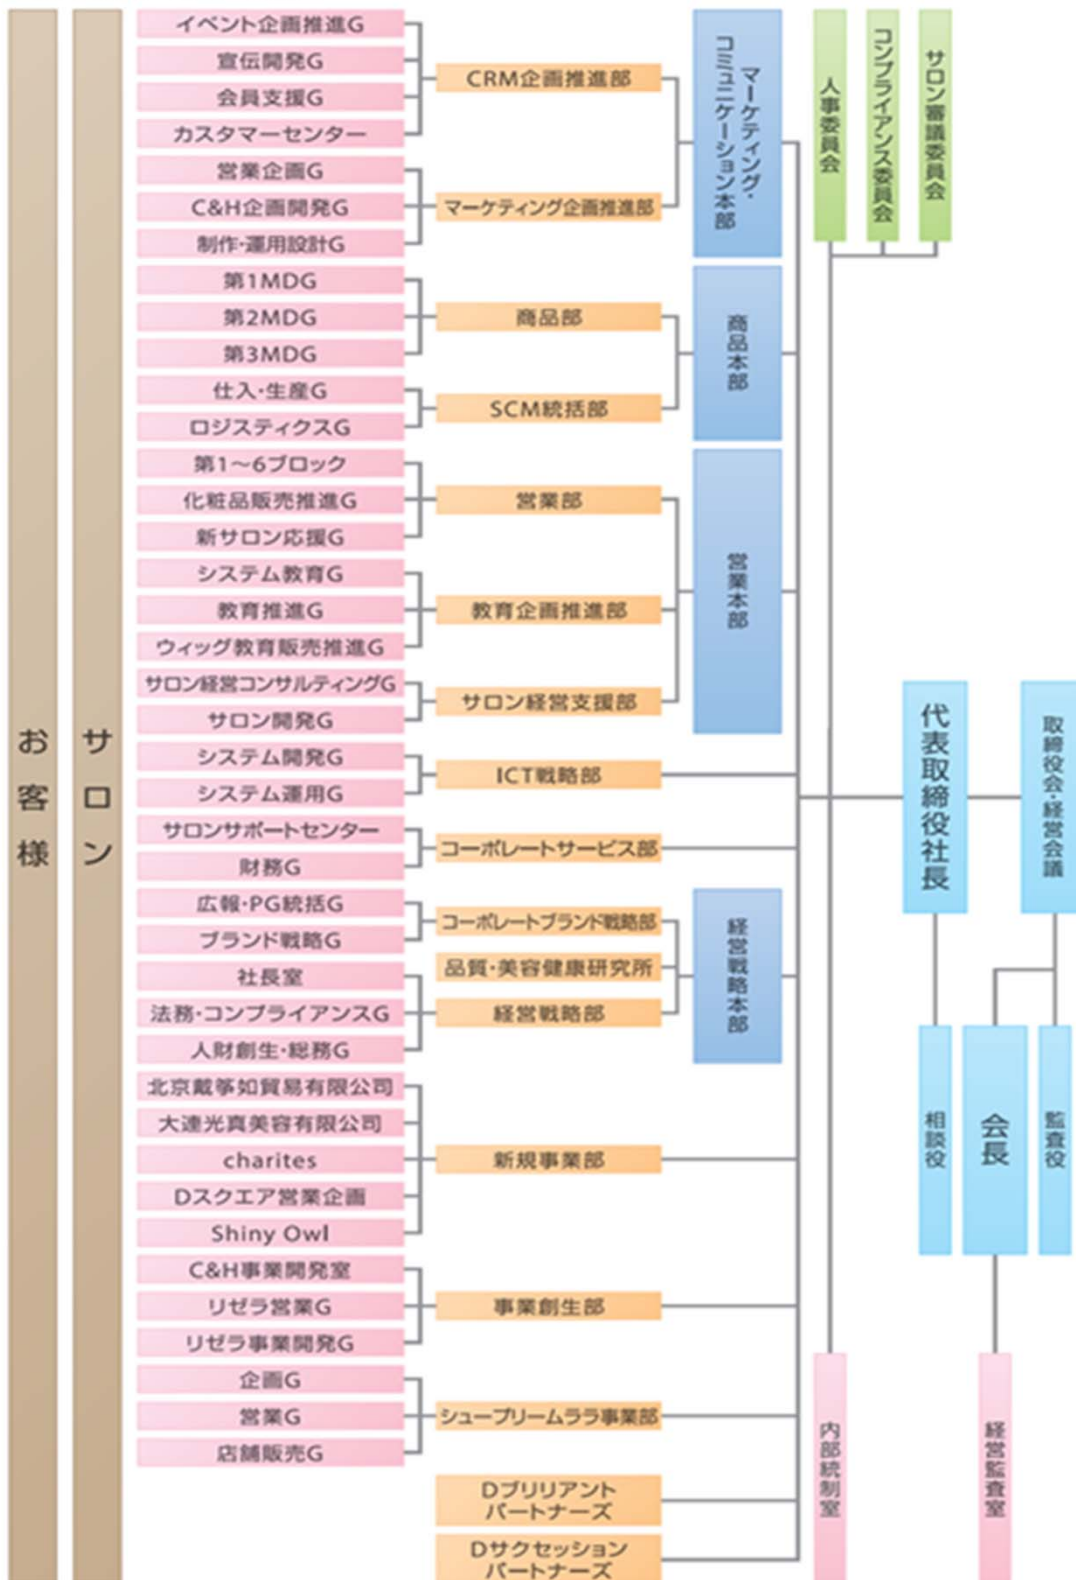 お客様
サロン
イベント企画推進G
宣伝開発G
会員支援G
カスタマーセンター
営業企画G
C&H企画開発G
制作・運用設計G
第1MDG
第2MDG
第3MDG
仕入・生産G
ロジスティクスG
第1～6ブロック
化粧品販売推進G
新サロン応援G
システム教育G
教育推進G
ウィッグ教育販売推進G
サロン経営コンサルティングG
サロン開発G
システム開発G
システム運用G
サロンサポートセンター
財務G
広報・PG統括G
ブランド戦略G
社長室
法務・コンプライアンスG
人財創生・総務G
北京戴筝如貿易有限公司
大連光真美容有限公司
charites
Dスクエア営業企画
Shiny Owl
C&H事業開発室
リゼラ営業G
リゼラ事業開発G
企画G
営業G
店舗販売G
CRM企画推進部
マーケティング企画推進部
商品部
SCM統括部
営業部
教育企画推進部
サロン経営支援部
ICT戦略部
コーポレートサービス部
コーポレートブランド戦略部
品質・美容健康研究所
経営戦略部
新規事業部
事業創生部
シュープリームララ事業部
Dブリリアント
パートナーズ
Dサクセッション
パートナーズ
マーケティング・
コミュニケーション本部
商品本部
営業本部
経営戦略本部
人事委員会
コンプライアンス委員会
サロン審議委員会
代表取締役社長
取締役会・経営会議
相談役
会長
監査役
内部統制室
経営監査室